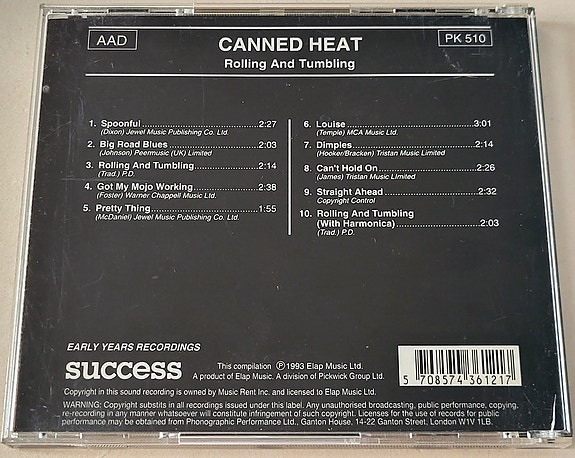 AAD
CANNED HEAT
PK 510
Rolling And Tumbling
1. Spoonful 2:27
(Dixon) Jewel Music Publishing Co. Ltd.
2. Big Road Blues 2:03
(Johnson) Peermusic (UK) Limited
3. Rolling And Tumbling 2:14
(Trad.) P.D.
4. Got My Mojo Working 2:38
(Foster) Warner Chappell Music Ltd.
5. Pretty Thing 1:55
(McDaniel) Jewel Music Publishing Co. Ltd.
6. Louise 3:01
(Temple) MCA Music Ltd.
7. Dimples 2:14
(Hooker/Bracken) Tristan Music Limited
8. Can't Hold On 2:26
(James) Tristan Music Limited
9. Straight Ahead 2:32
Copyright Control
10. Rolling And Tumbling
(With Harmonica) 2:03
(Trad.) P.D.
EARLY YEARS RECORDINGS
success
This compilation Ⓟ1993 Elap Music Ltd.
A product of Elap Music. A division of Pickwick Group Ltd.
5 708574 361217
Copyright in this sound recording is owned by Music Rent Inc. and licensed to Elap Music Ltd.
WARNING: Copyright substits in all recordings issued under this label. Any unauthorised broadcasting, public performance, copying,
re-recording in any manner whatsoever will constitute infringement of such copyright. Licenses for the use of records for public
performance may be obtained from Phonographic Performance Ltd., Ganton House, 14-22 Ganton Street, London W1V 1LB.